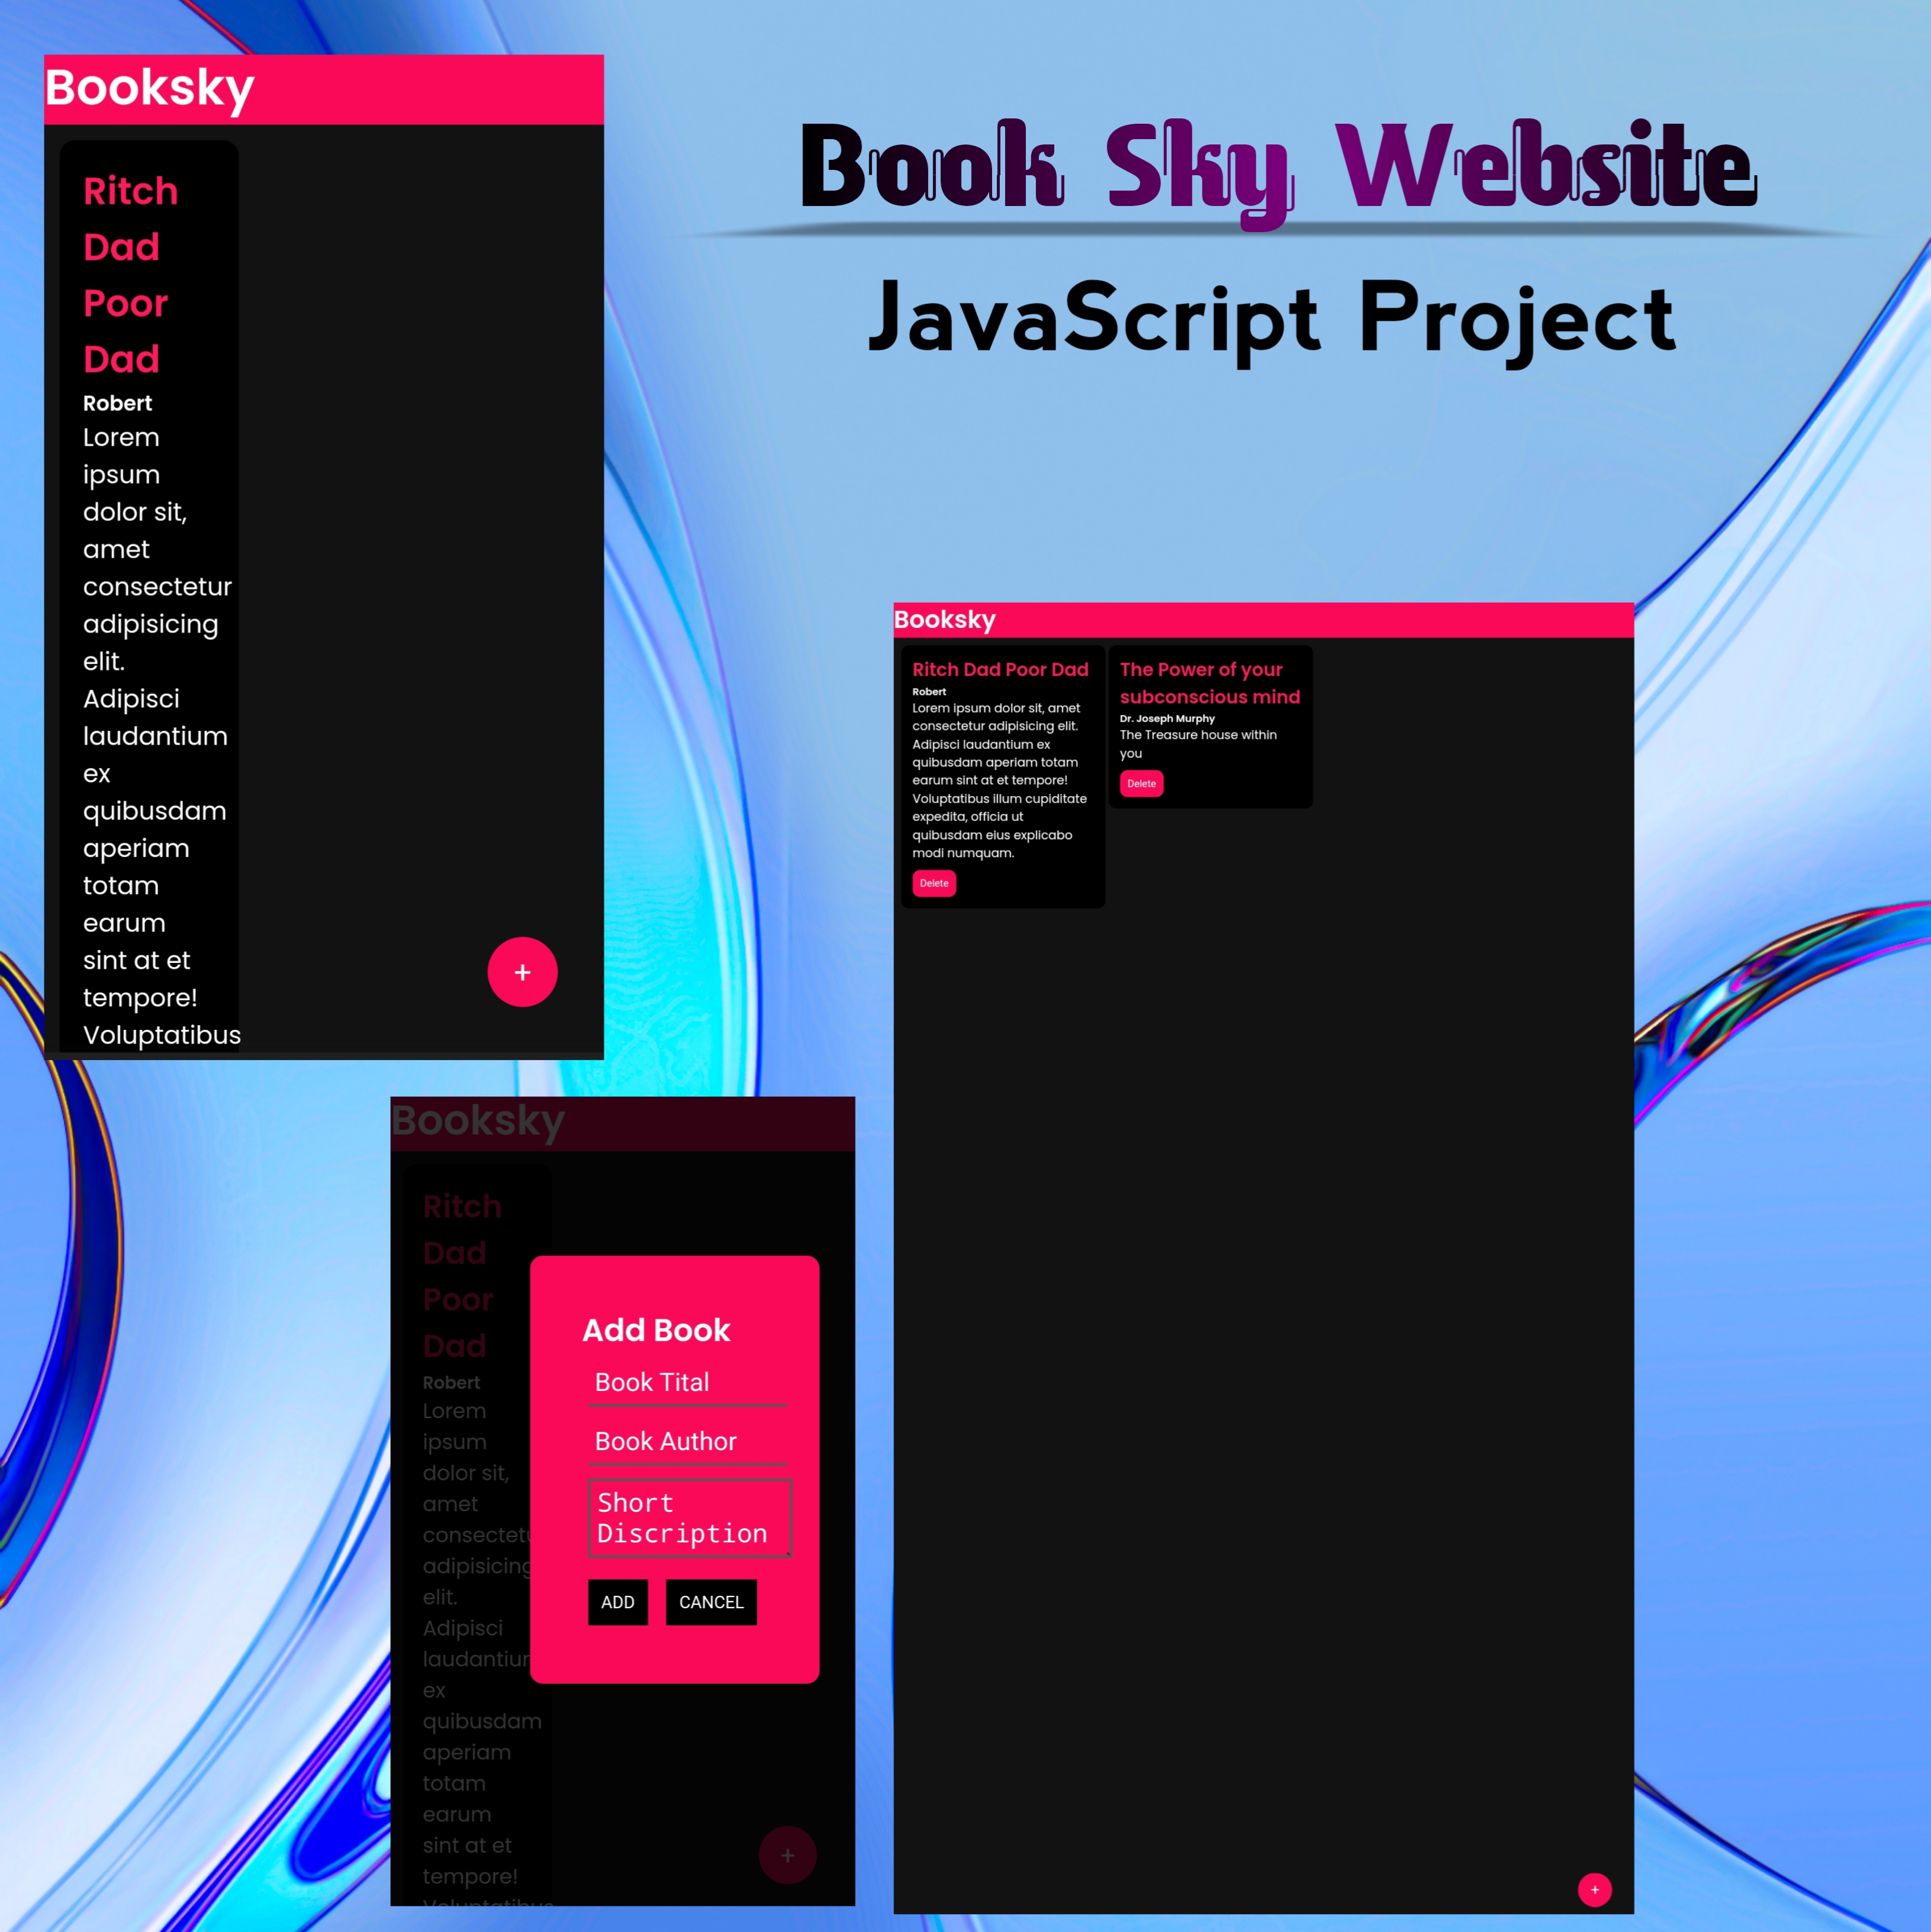 Booksky
Ritch
Dad
Poor
Dad
Robert
Lorem
ipsum
dolor sit,
amet
consectetur
adipisicing
elit.
Adipisci
laudantium
ex
quibusdam
aperiam
totam
earum
sint at et
tempore!
Voluptatibus
+
Book Sky Website
JavaScript Project
Booksky
Ritch Dad Poor Dad
Robert
Lorem ipsum dolor sit, amet
consectetur adipisicing elit.
Adipisci laudantium ex
quibusdam aperiam totam
earum sint at et tempore!
Voluptatibus illum cupiditate
expedita, officia ut
quibusdam eius explicabo
modi numquam.
Delete
The Power of your
subconscious mind
Dr. Joseph Murphy
The Treasure house within
you
Delete
+
Booksky
Ritch
Dad
Poor
Dad
Robert
Lorem
ipsum
dolor sit,
amet
consectetu
adipisicing
elit.
Adipisci
laudantiur
ex
quibusdam
aperiam
totam
earum
sint at et
tempore!
Voluptatibus
Add Book
Book Tital
Book Author
Short
Discription
ADD
CANCEL
+